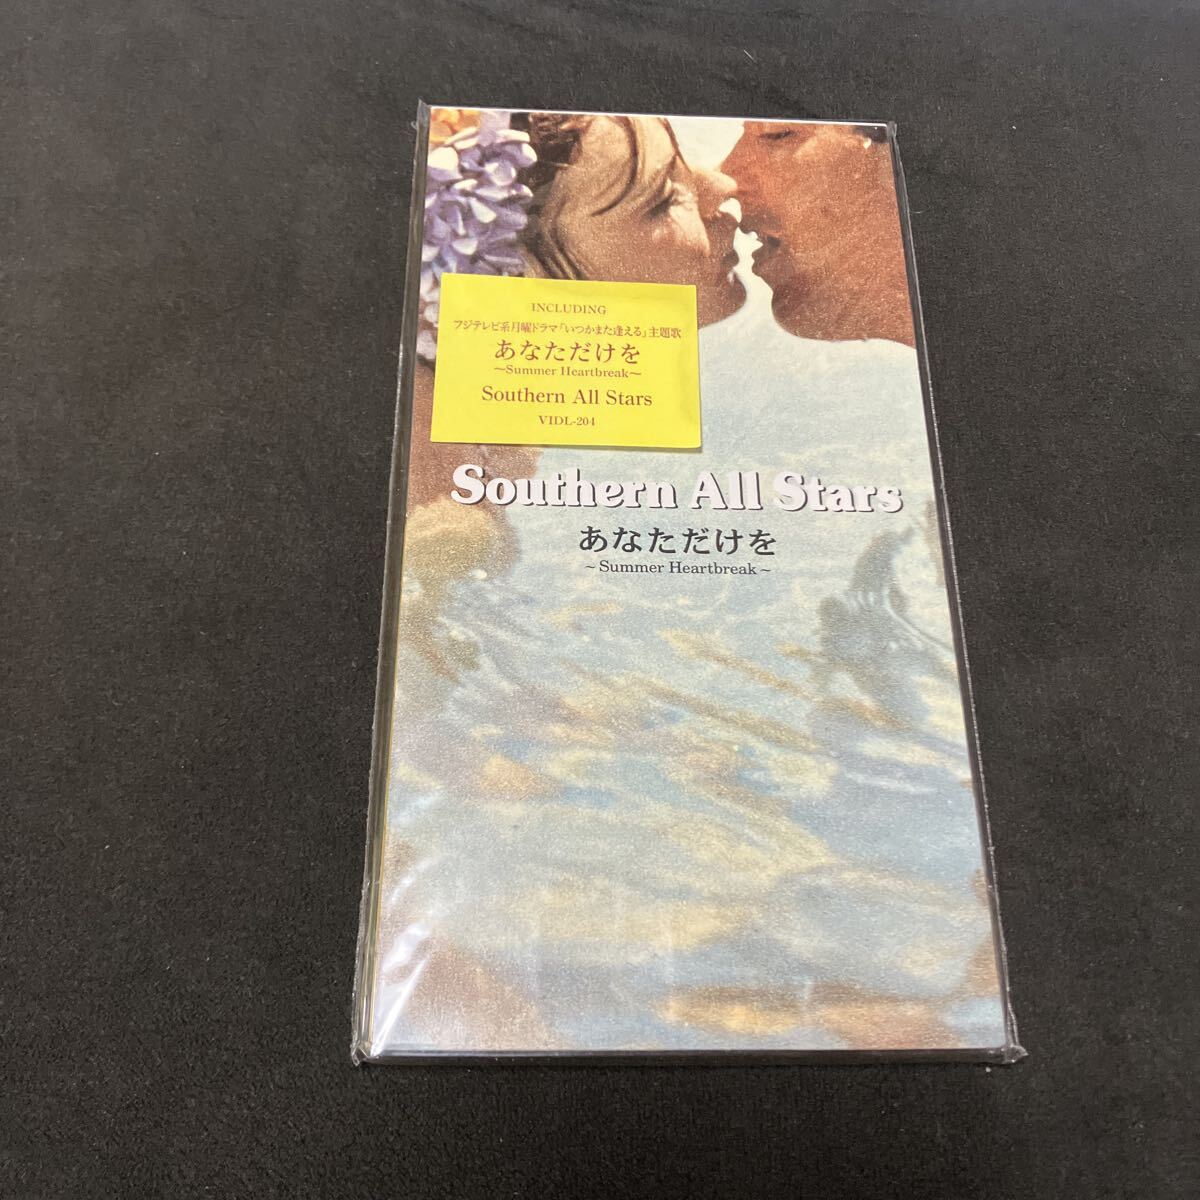 INCLUDING
フジテレビ系月曜ドラマ「いつかまた逢える」主題歌
あなただけを
～Summer Heartbreak～
Southern All Stars
VIDL-204
Southern All Stars
あなただけを
~ Summer Heartbreak ~